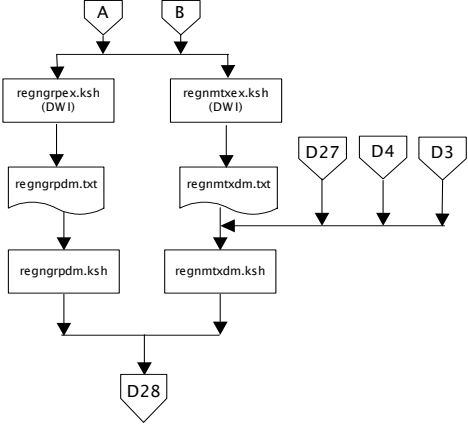 A
B
regngrpex.ksh
(DWI)
regnmtxex.ksh
(DWI)
D27
D4
D3
regngrpdm.txt
regnmtxdm.txt
regngrpdm.ksh
regnmtxdm.ksh
D28